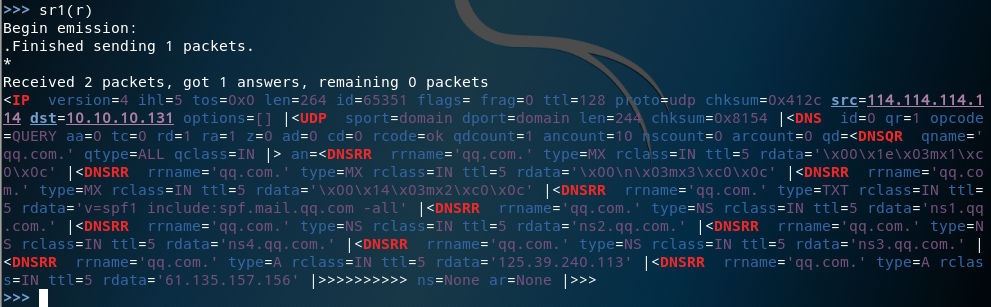 >>> sr1(r)
Begin emission:
.Finished sending 1 packets.
*
Received 2 packets, got 1 answers, remaining 0 packets
<IP  version=4 ihl=5 tos=0x0 len=264 id=65351 flags= frag=0 ttl=128 proto=udp chksum=0x412c src=114.114.114.1
14 dst=10.10.10.131 options=[] |<UDP  sport=domain dport=domain len=244 chksum=0x8154 |<DNS  id=0 qr=1 opcode
=QUERY aa=0 tc=0 rd=1 ra=1 z=0 ad=0 cd=0 rcode=ok qdcount=1 ancount=10 nscount=0 arcount=0 qd=<DNSQR  qname='
qq.com.' qtype=ALL qclass=IN |> an=<DNSRR  rrname='qq.com.' type=MX rclass=IN ttl=5 rdata='\x00\x1e\x03mx1\xc
0\x0c' |<DNSRR  rrname='qq.com.' type=MX rclass=IN ttl=5 rdata='\x00\n\x03mx3\xc0\x0c' |<DNSRR  rrname='qq.co
m.' type=MX rclass=IN ttl=5 rdata='\x00\x14\x03mx2\xc0\x0c' |<DNSRR  rrname='qq.com.' type=TXT rclass=IN ttl=
5 rdata='v=spf1 include:spf.mail.qq.com -all' |<DNSRR  rrname='qq.com.' type=NS rclass=IN ttl=5 rdata='ns1.qq
.com.' |<DNSRR  rrname='qq.com.' type=NS rclass=IN ttl=5 rdata='ns2.qq.com.' |<DNSRR  rrname='qq.com.' type=N
S rclass=IN ttl=5 rdata='ns4.qq.com.' |<DNSRR  rrname='qq.com.' type=NS rclass=IN ttl=5 rdata='ns3.qq.com.' |
<DNSRR  rrname='qq.com.' type=A rclass=IN ttl=5 rdata='125.39.240.113' |<DNSRR  rrname='qq.com.' type=A rclas
s=IN ttl=5 rdata='61.135.157.156' |>>>>>>>>>> ns=None ar=None |>>>
>>>